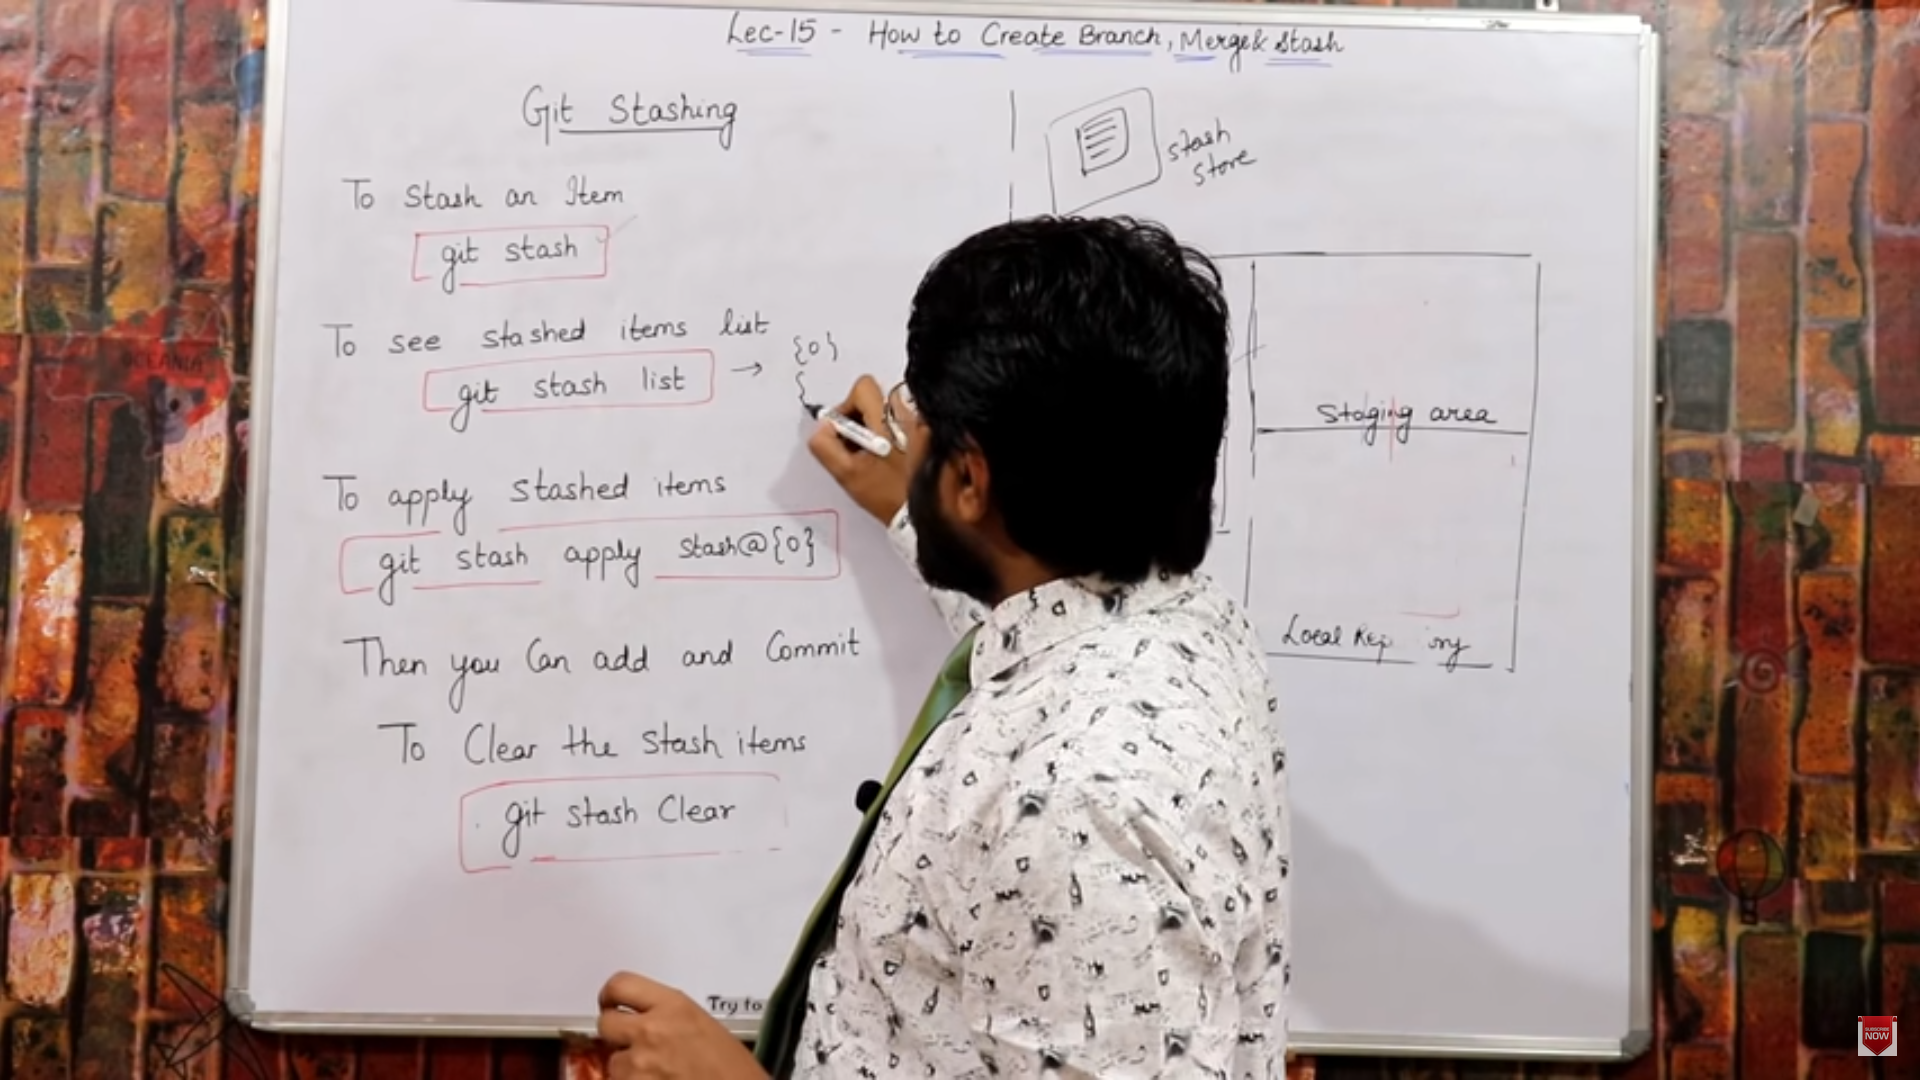 Lec-15 - How to Create Branch, Merge & Stash
Git Stashing
To Stash an Item
git stash
To see stashed items list
git stash list → {0}
{
To apply stashed items
git stash apply stash@{0}
Then you Can add and Commit
To Clear the stash items
git stash Clear
stash
store
Staging area
Local Rep ory
Try to
OCEANIA
SUBSCRIBE
NOW